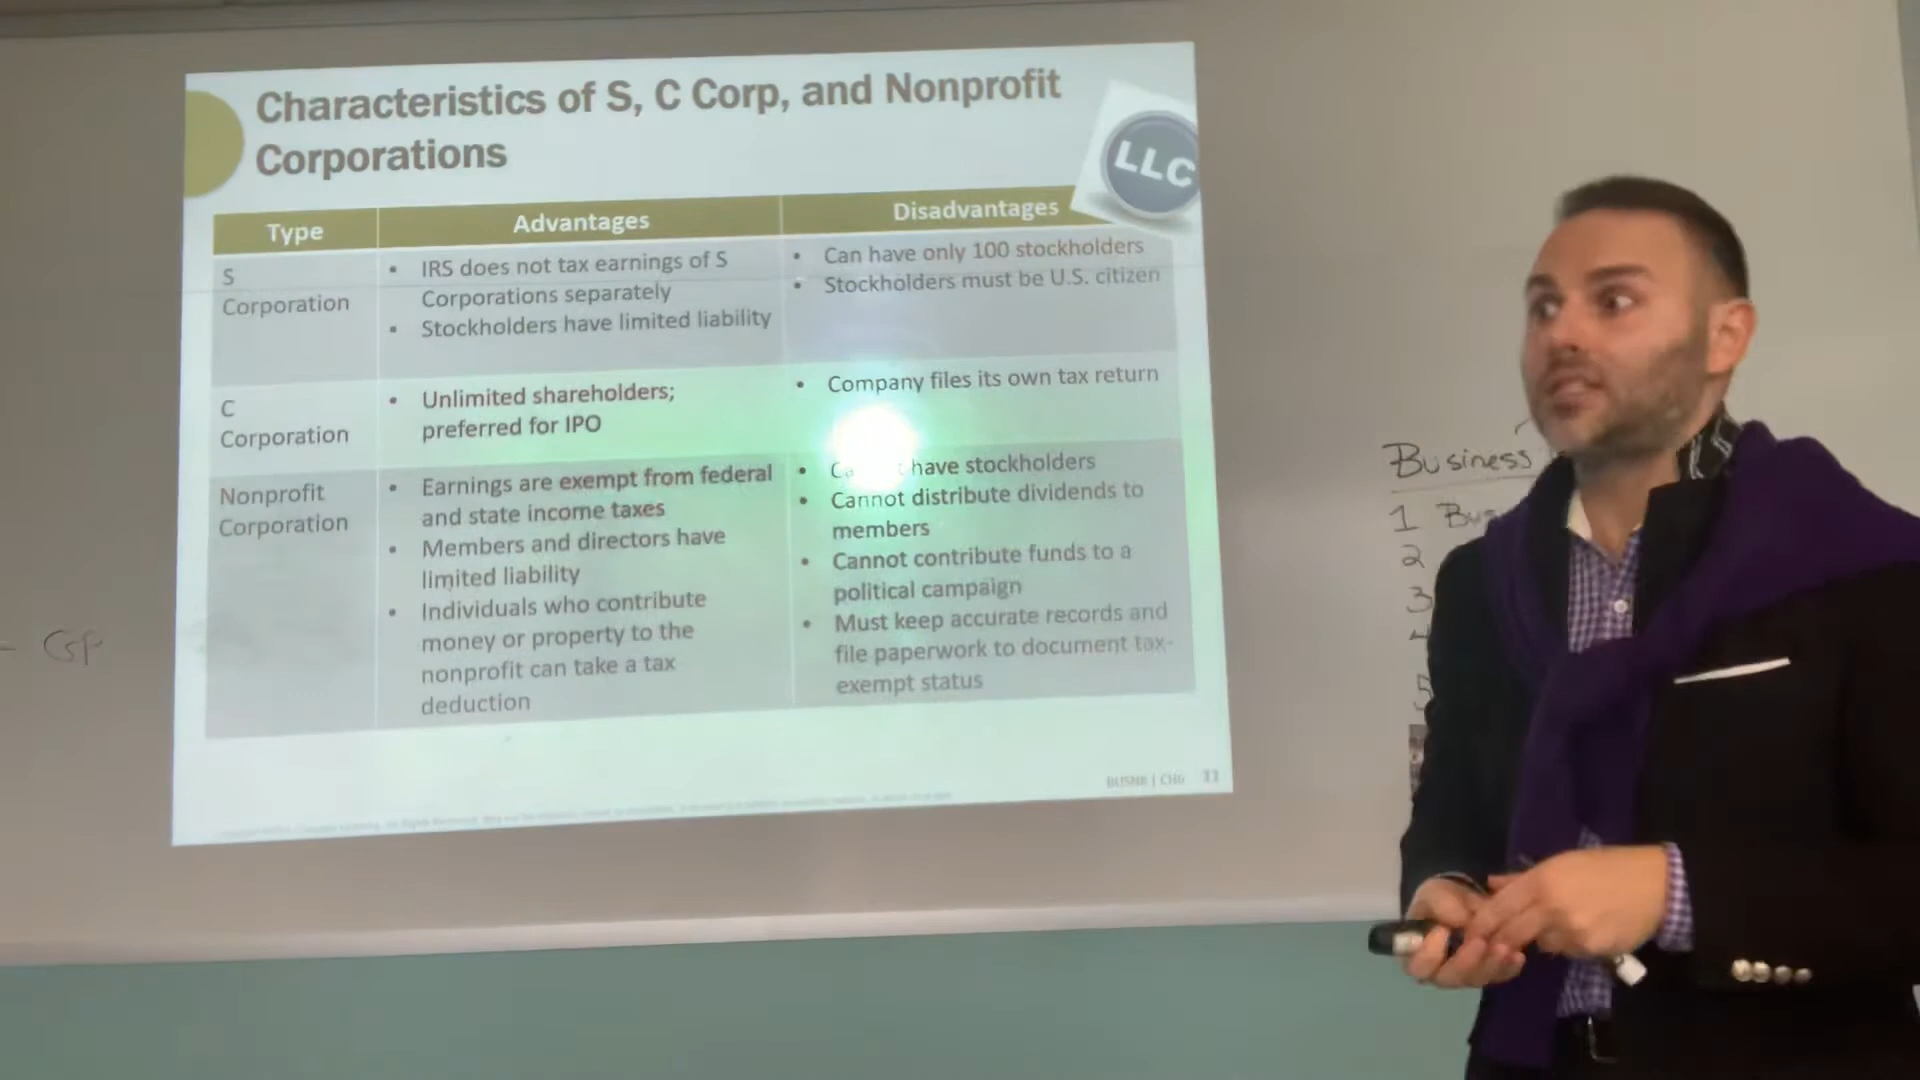 Characteristics of S, C Corp, and Nonprofit
Corporations
LLC
Type
Advantages
Disadvantages
S
Corporation
• IRS does not tax earnings of S
Corporations separately
• Stockholders have limited liability
• Can have only 100 stockholders
• Stockholders must be U.S. citizen
C
Corporation
• Unlimited shareholders;
preferred for IPO
• Company files its own tax return
Nonprofit
Corporation
• Earnings are exempt from federal
and state income taxes
• Members and directors have
limited liability
• Individuals who contribute
money or property to the
nonprofit can take a tax
deduction
• have stockholders
• Cannot distribute dividends to
members
• Cannot contribute funds to a
political campaign
• Must keep accurate records and
file paperwork to document tax-
exempt status
Business
1
2
3
4
5